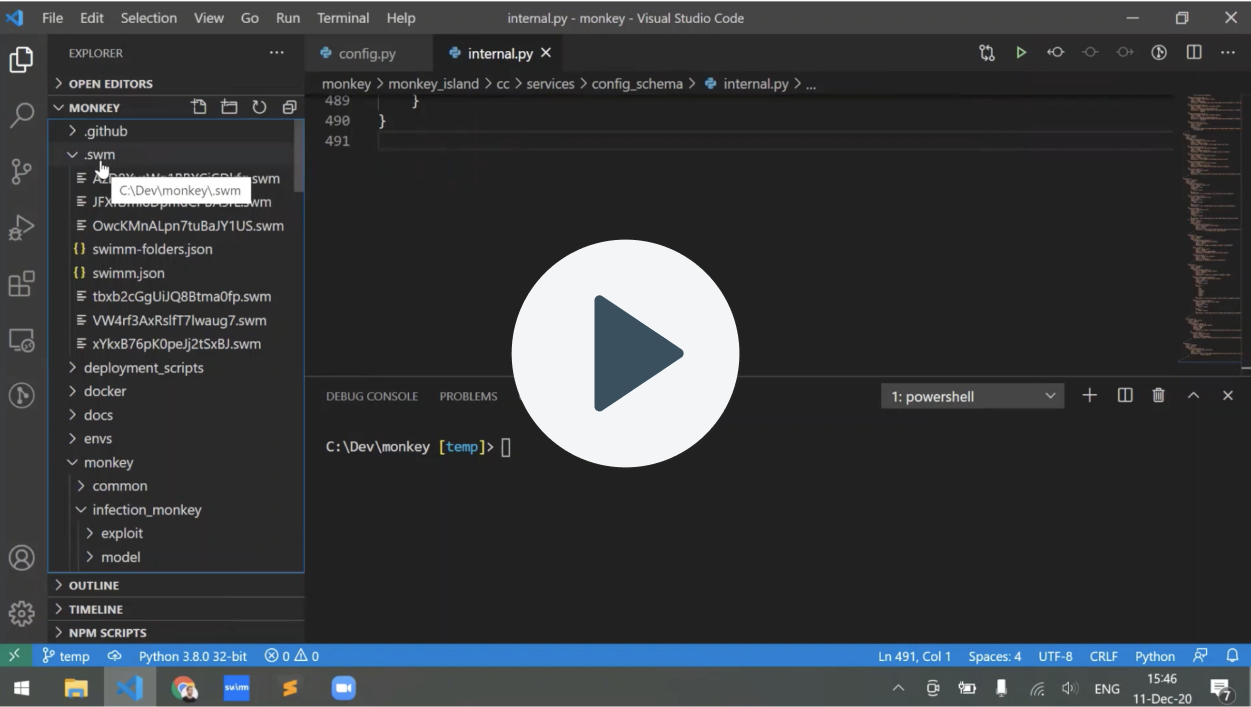 File Edit Selection View Go Run Terminal Help internal.py - monkey - Visual Studio Code
EXPLORER
config.py internal.py
OPEN EDITORS
monkey > monkey_island > cc > services > config_schema > internal.py > ...
MONKEY
489 }
490 }
491
.github
.swm
C:\Dev\monkey\.swm
.swm
.swm
OwcKMnALpn7tuBaJY1US.swm
{} swimm-folders.json
{} swimm.json
tbxb2cGgUiJQ8Btma0fp.swm
VW4rf3AxRslfT7lwaug7.swm
xYkxB76pK0peJj2tSxBJ.swm
deployment_scripts
docker
docs
envs
monkey
common
infection_monkey
exploit
model
DEBUG CONSOLE PROBLEMS 1: powershell
C:\Dev\monkey [temp]>
OUTLINE
TIMELINE
NPM SCRIPTS
temp Python 3.8.0 32-bit 0 0 Ln 491, Col 1 Spaces: 4 UTF-8 CRLF Python
swimm ENG 15:46
11-Dec-20 7